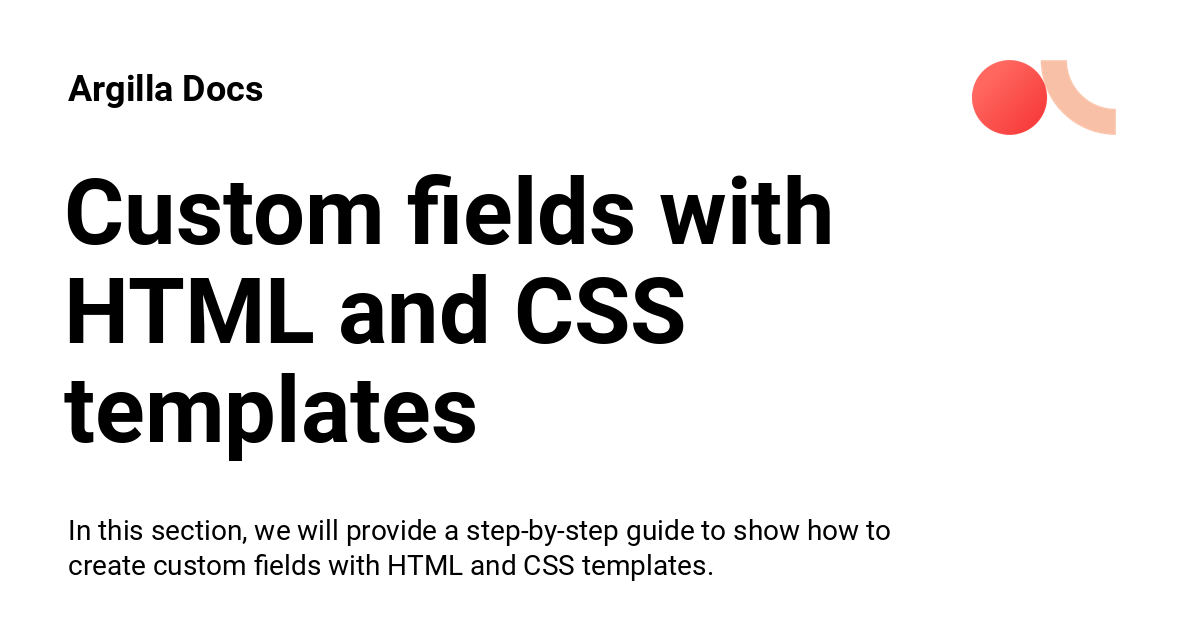 Argilla Docs
Custom fields with
HTML and CSS
templates
In this section, we will provide a step-by-step guide to show how to
create custom fields with HTML and CSS templates.